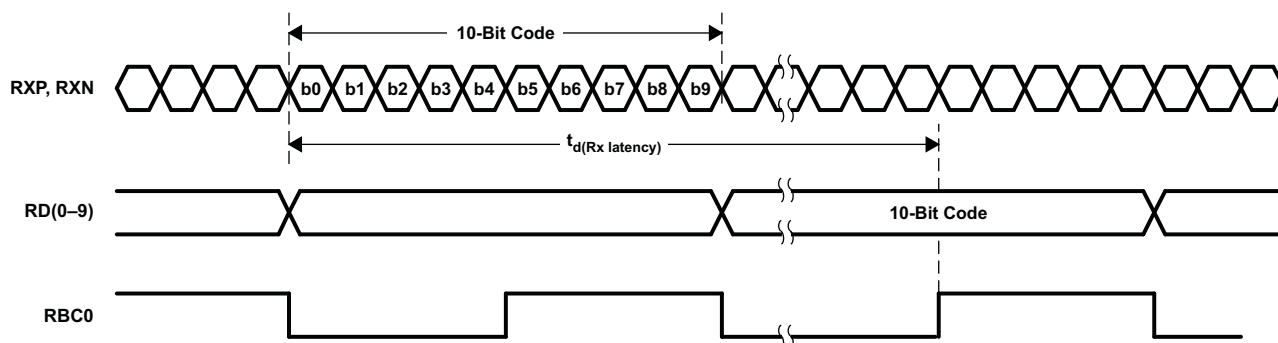 10-Bit Code
RXP, RXN
b0 b1 b2 b3 b4 b5 b6 b7 b8 b9
td(Rx latency)
RD(0–9)
10-Bit Code
RBC0